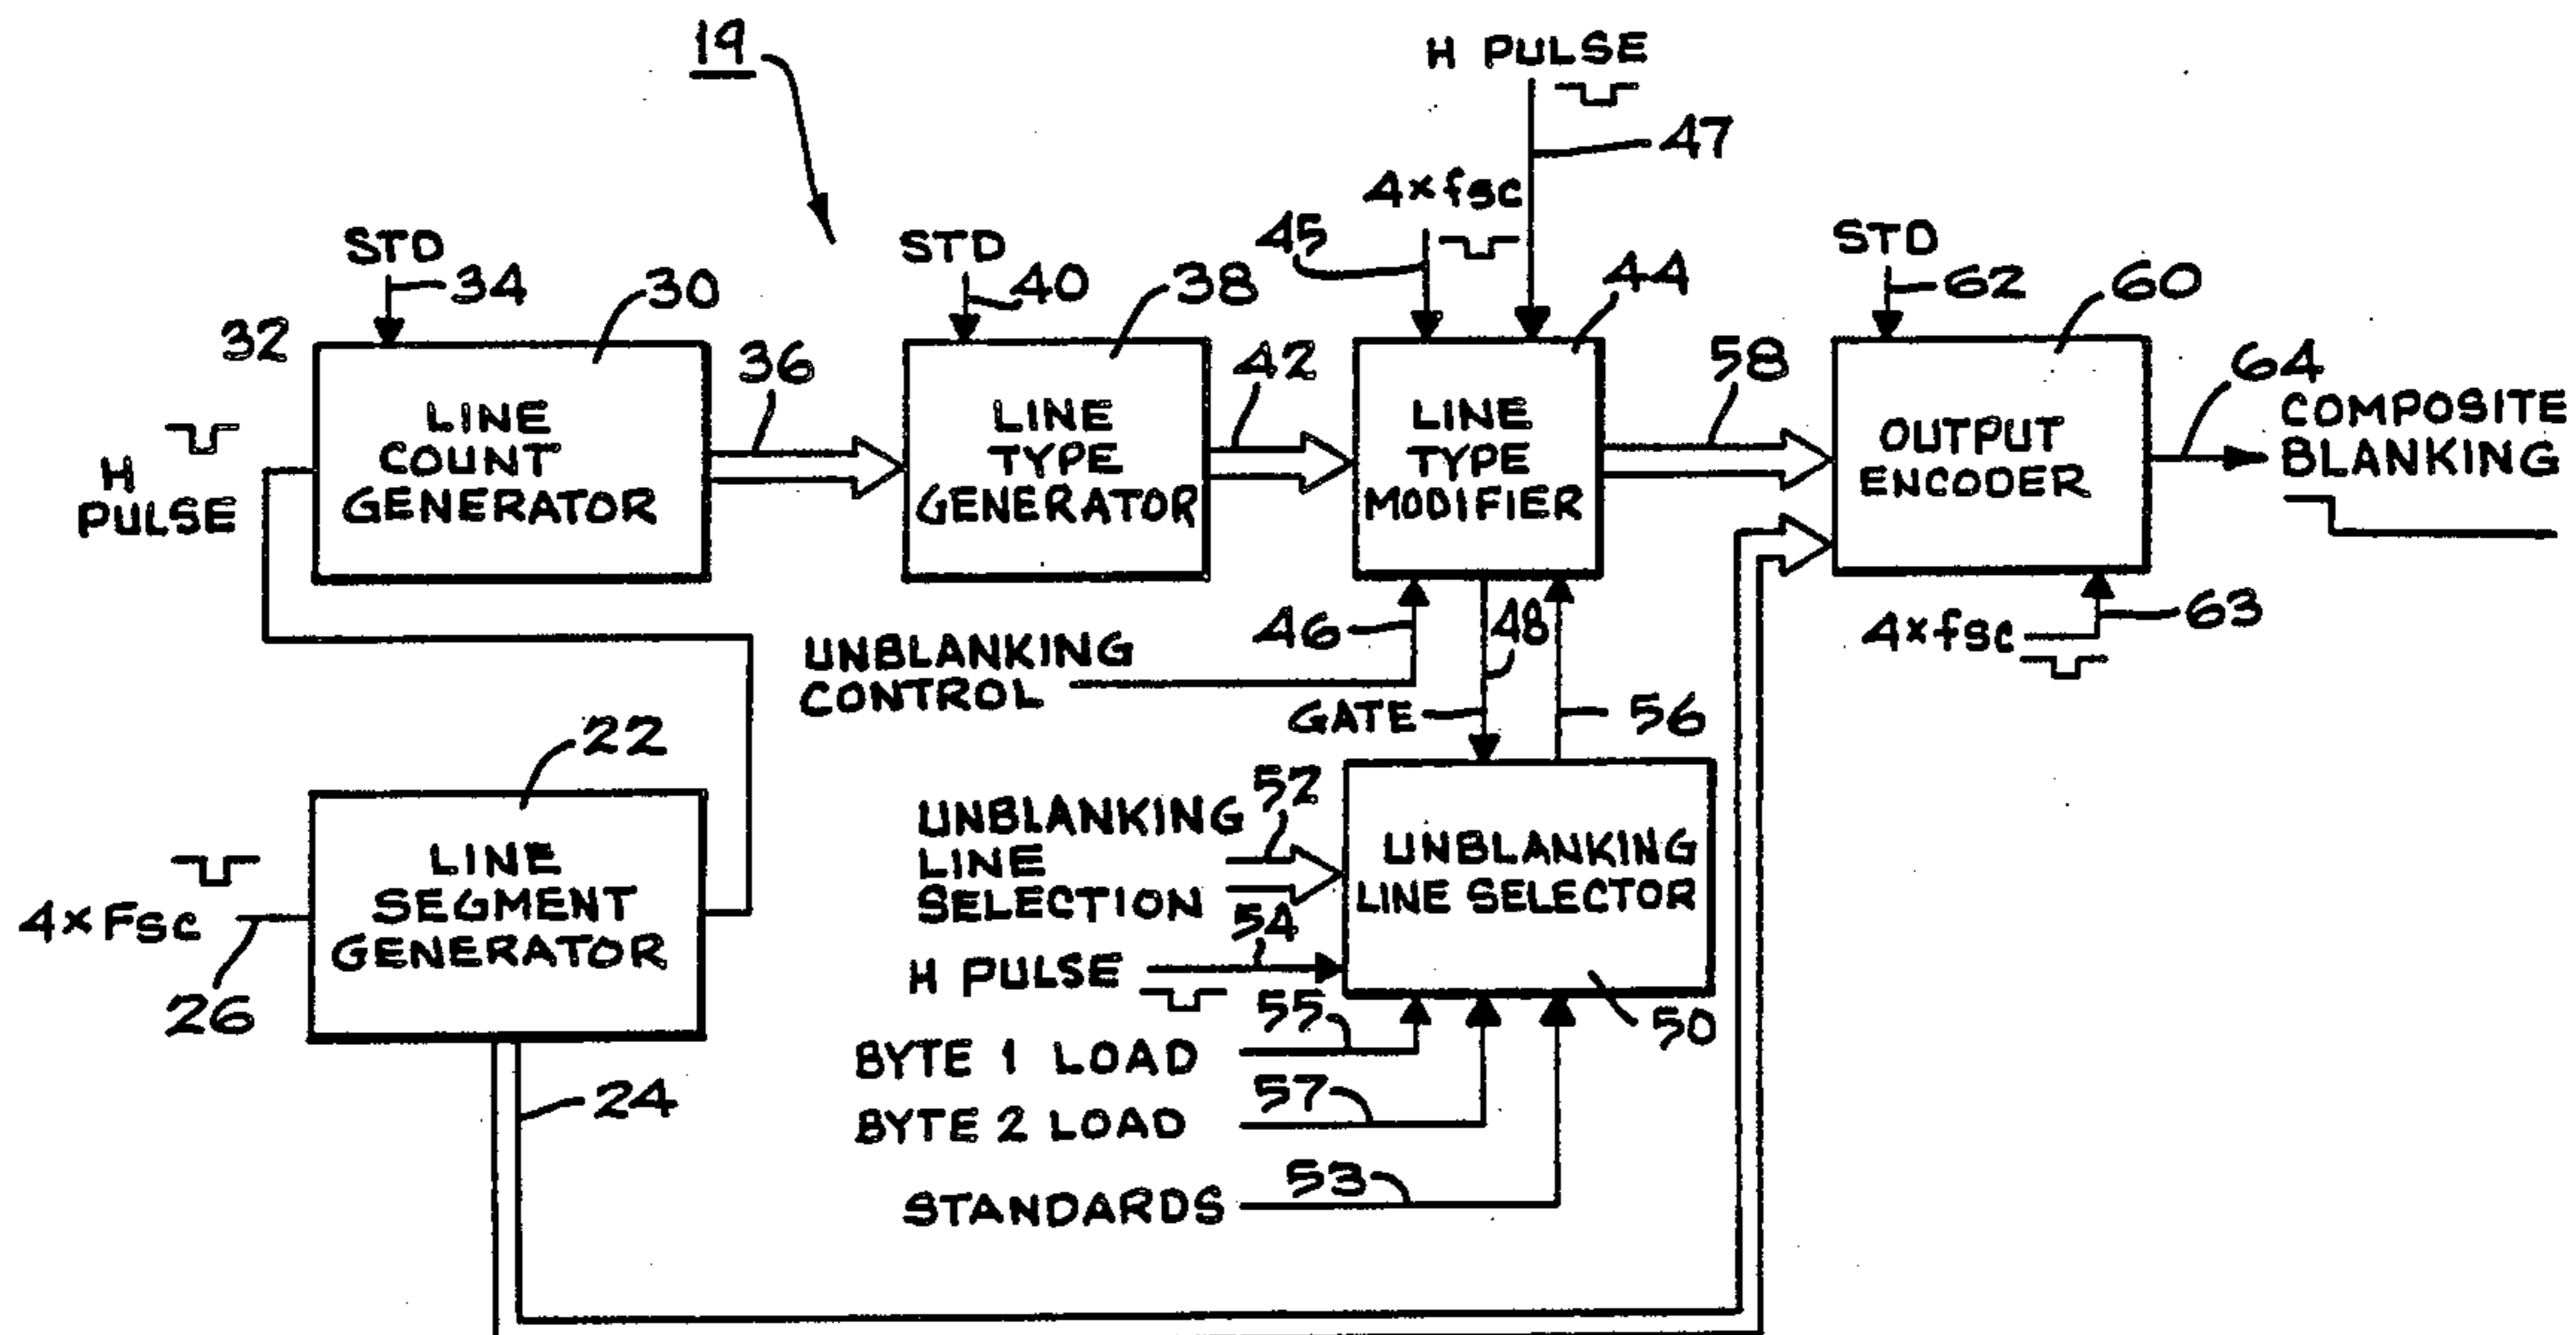 19
H PULSE
47
4×fsc
45
STD
34
30
STD
40
38
44
STD
62
60
32
36
42
58
64
LINE
COUNT
GENERATOR
LINE
TYPE
GENERATOR
LINE
TYPE
MODIFIER
OUTPUT
ENCODER
COMPOSITE
BLANKING
H
PULSE
46
48
4×fsc
63
UNBLANKING
CONTROL
GATE
56
22
LINE
SEGMENT
GENERATOR
4×Fsc
26
24
UNBLANKING
LINE
SELECTION
52
UNBLANKING
LINE SELECTOR
50
H PULSE
54
BYTE 1 LOAD
55
BYTE 2 LOAD
57
STANDARDS
53